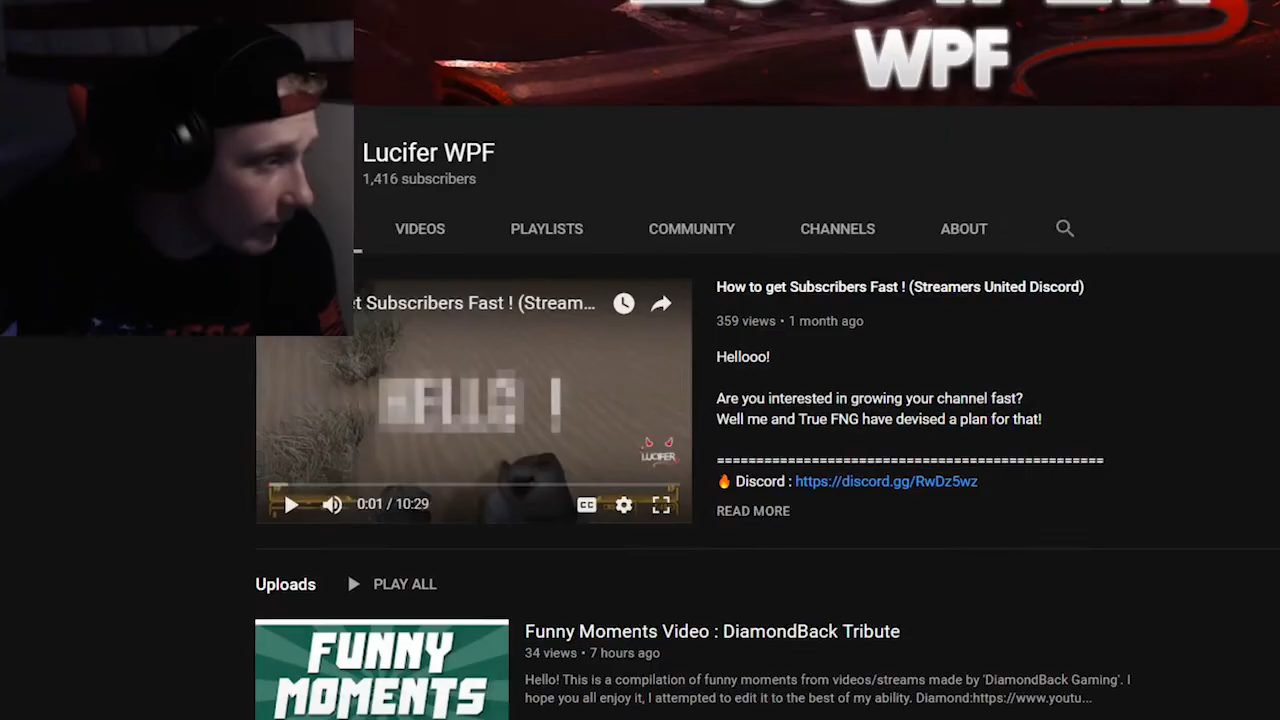 WPF
Lucifer WPF
1,416 subscribers
VIDEOS PLAYLISTS COMMUNITY CHANNELS ABOUT
et Subscribers Fast ! (Stream...
HELLO !
LUCIFER
0:01 / 10:29
CC
How to get Subscribers Fast ! (Streamers United Discord)
359 views • 1 month ago
Hellooo!
Are you interested in growing your channel fast?
Well me and True FNG have devised a plan for that!
==============================================
🔥 Discord : https://discord.gg/RwDz5wz
READ MORE
Uploads PLAY ALL
FUNNY
MOMENTS
Funny Moments Video : DiamondBack Tribute
34 views • 7 hours ago
Hello! This is a compilation of funny moments from videos/streams made by 'DiamondBack Gaming'. I
hope you all enjoy it, I attempted to edit it to the best of my ability. Diamond:https://www.youtu...